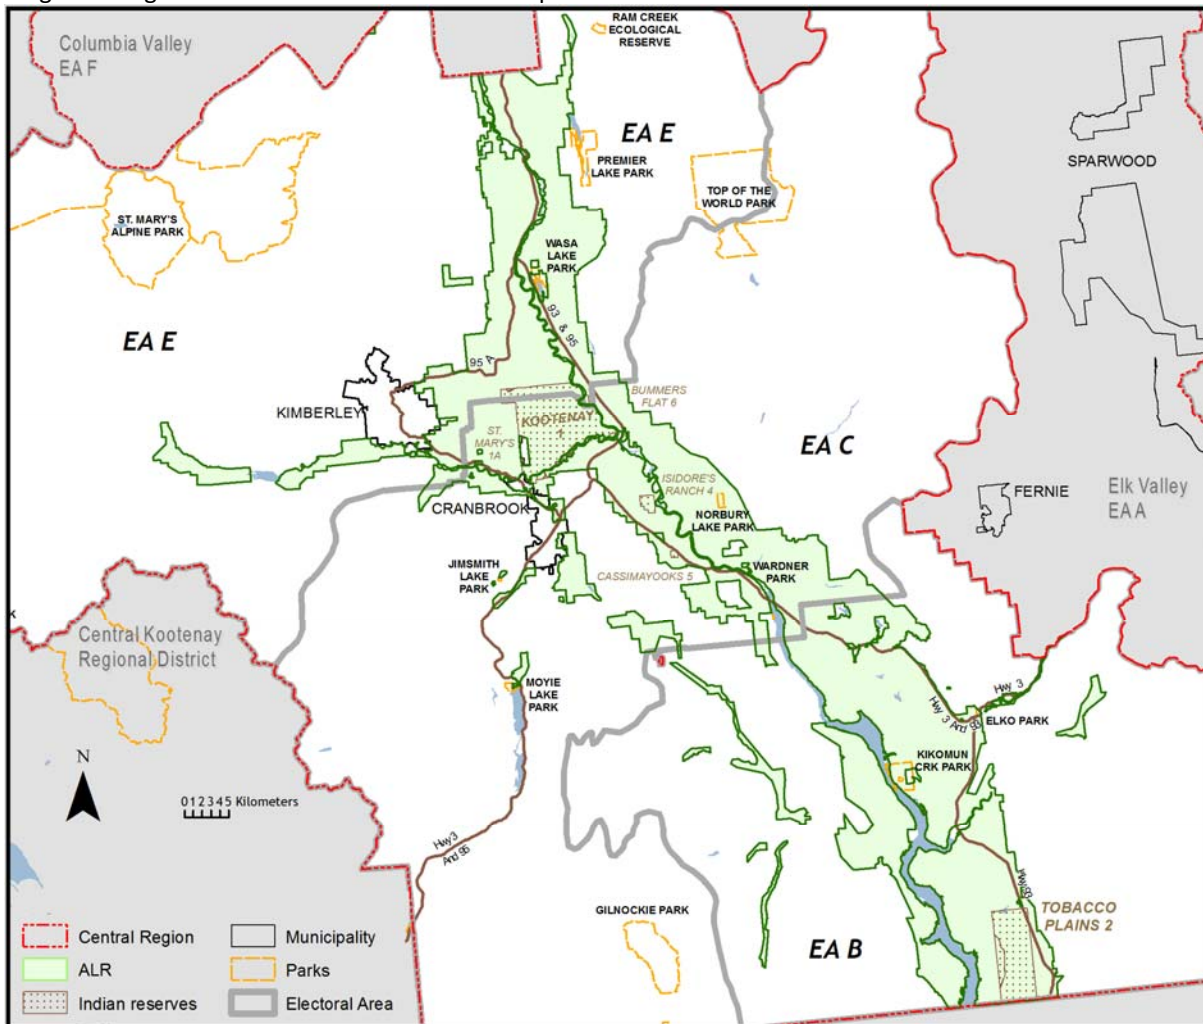 Columbia Valley
EA F
RAM CREEK
ECOLOGICAL
RESERVE
EA E
PREMIER
LAKE PARK
TOP OF THE
WORLD PARK
SPARWOOD
ST. MARY'S
ALPINE PARK
WASA
LAKE
PARK
EA E
93 & 95
95 A
KIMBERLEY
BUMMERS
FLAT 6
KOOTENAY
1
ST.
MARY'S
1A
EA C
ISIDORE'S
RANCH 4
Elk Valley
EA A
FERNIE
CRANBROOK
NORBURY
LAKE PARK
JIMSMITH
LAKE
PARK
CASSIMAYOOKS 5
WARDNER
PARK
Central Kootenay
Regional District
MOYIE
LAKE
PARK
Hwy 3
Hwy 3 And 93
ELKO PARK
KIKOMUN
CRK PARK
N
0 1 2 3 4 5 Kilometers
Hwy 3
And 95
Hwy 93
GILNOCKIE PARK
TOBACCO
PLAINS 2
EA B
Central Region
Municipality
ALR
Parks
Indian reserves
Electoral Area